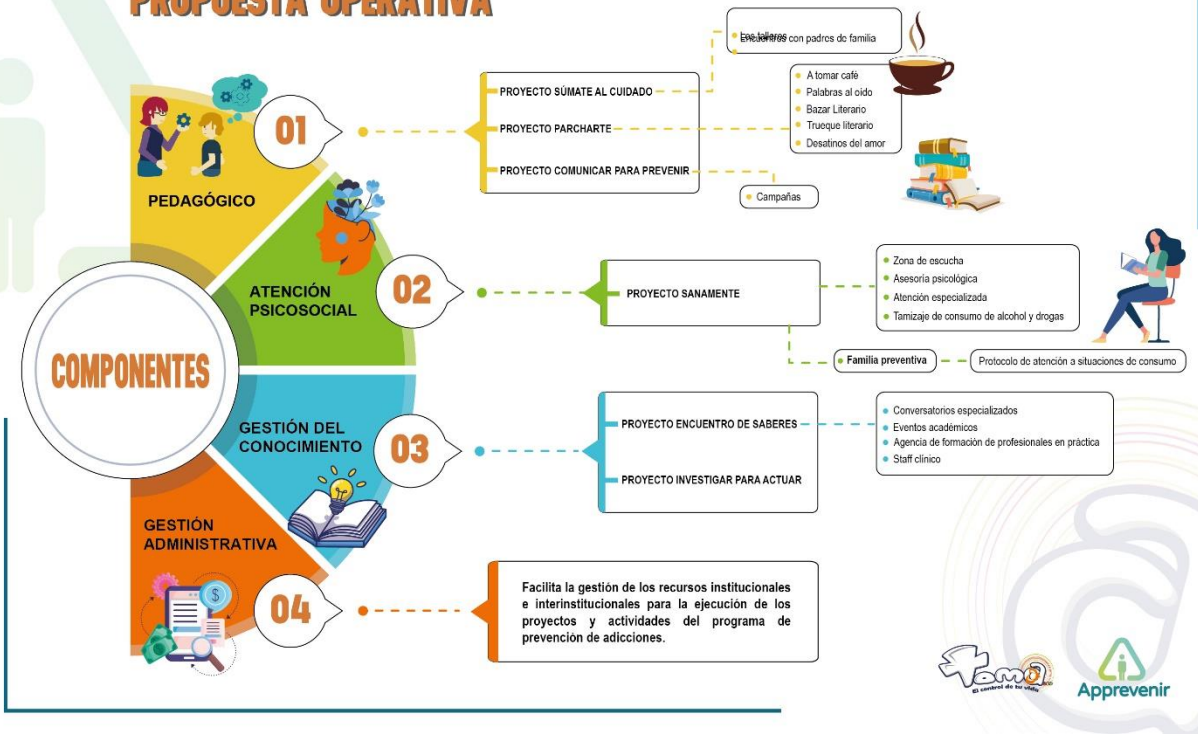 PROPUESTA OPERATIVA
COMPONENTES
01
PEDAGÓGICO
PROYECTO SÚMATE AL CUIDADO
PROYECTO PARCHARTE
PROYECTO COMUNICAR PARA PREVENIR
Los talleres
Encuentros con padres de familia
A tomar café
Palabras al oído
Bazar Literario
Trueque literario
Desatinos del amor
Campañas
02
ATENCIÓN
PSICOSOCIAL
PROYECTO SANAMENTE
Zona de escucha
Asesoría psicológica
Atención especializada
Tamizaje de consumo de alcohol y drogas
Familia preventiva
Protocolo de atención a situaciones de consumo
03
GESTIÓN DEL
CONOCIMIENTO
PROYECTO ENCUENTRO DE SABERES
PROYECTO INVESTIGAR PARA ACTUAR
Conversatorios especializados
Eventos académicos
Agencia de formación de profesionales en práctica
Staff clínico
04
GESTIÓN
ADMINISTRATIVA
Facilita la gestión de los recursos institucionales
e interinstitucionales para la ejecución de los
proyectos y actividades del programa de
prevención de adicciones.
Toma
El control de tu vida
Apprevenir